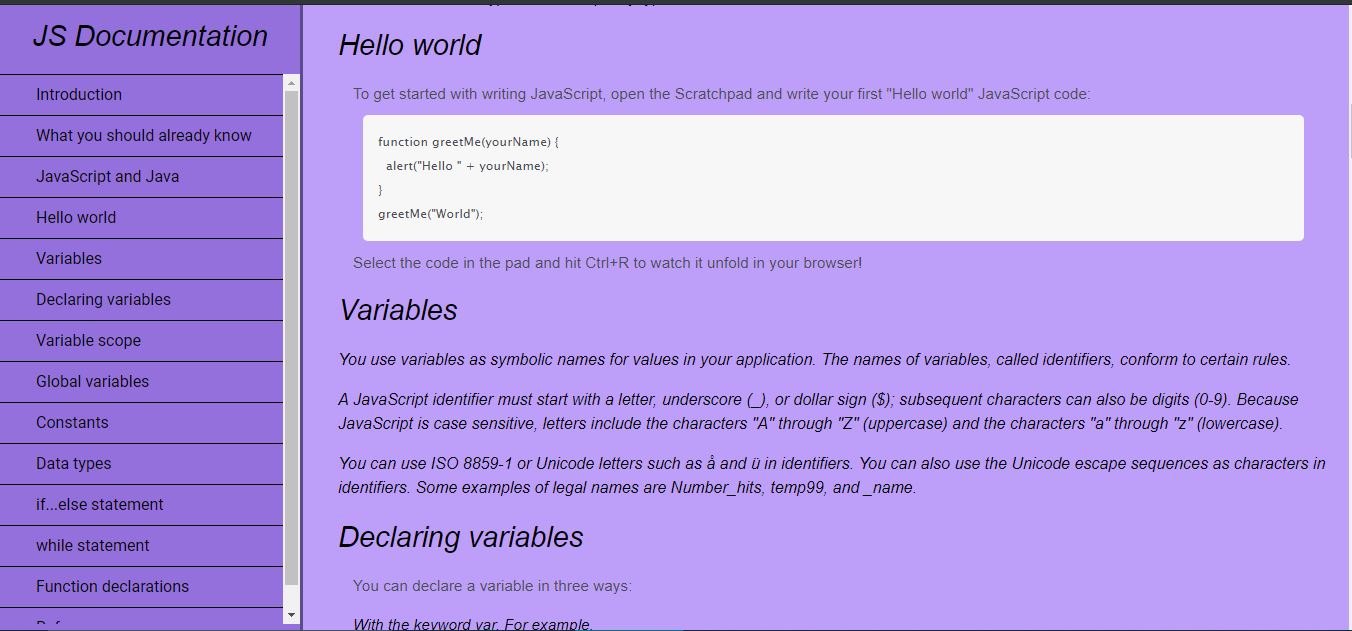 JS Documentation
Introduction
What you should already know
JavaScript and Java
Hello world
Variables
Declaring variables
Variable scope
Global variables
Constants
Data types
if...else statement
while statement
Function declarations
Hello world
To get started with writing JavaScript, open the Scratchpad and write your first "Hello world" JavaScript code:
function greetMe(yourName) {
alert("Hello " + yourName);
}
greetMe("World");
Select the code in the pad and hit Ctrl+R to watch it unfold in your browser!
Variables
You use variables as symbolic names for values in your application. The names of variables, called identifiers, conform to certain rules.
A JavaScript identifier must start with a letter, underscore (_), or dollar sign ($); subsequent characters can also be digits (0-9). Because
JavaScript is case sensitive, letters include the characters "A" through "Z" (uppercase) and the characters "a" through "z" (lowercase).
You can use ISO 8859-1 or Unicode letters such as å and ü in identifiers. You can also use the Unicode escape sequences as characters in
identifiers. Some examples of legal names are Number_hits, temp99, and _name.
Declaring variables
You can declare a variable in three ways:
With the keyword var. For example,